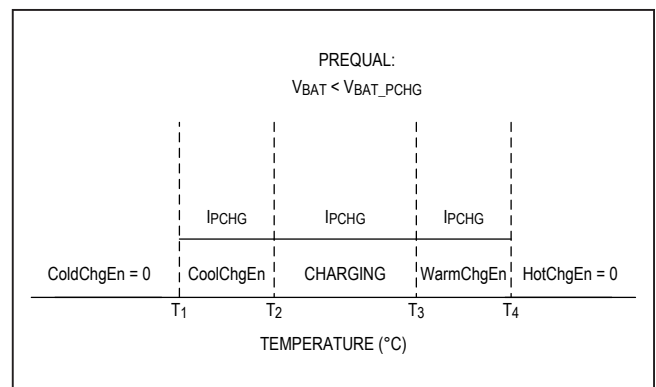 PREQUAL:
VBAT < VBAT_PCHG
IPCHG IPCHG IPCHG
ColdChgEn = 0 CoolChgEn CHARGING WarmChgEn HotChgEn = 0
T1 T2 T3 T4
TEMPERATURE (°C)